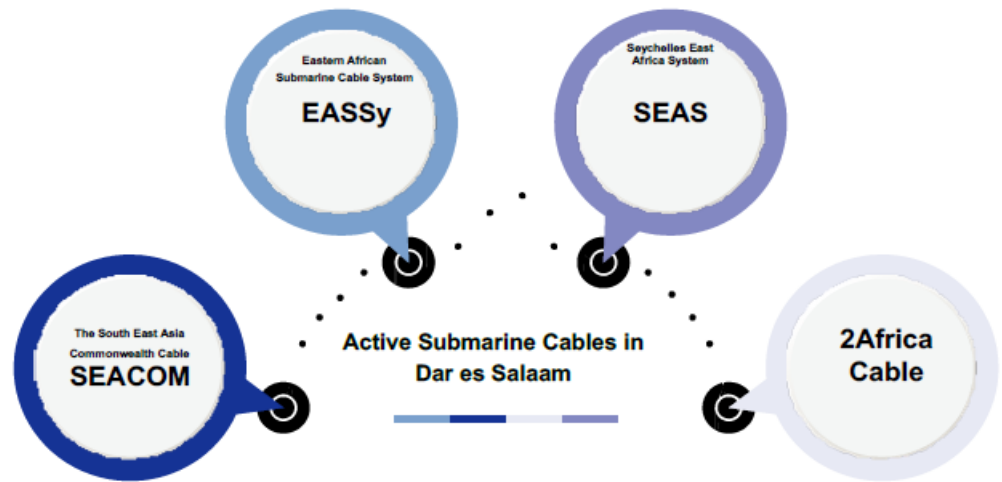 Eastern African
Submarine Cable System
EASSy
Seychelles East
Africa System
SEAS
The South East Asia
Commonwealth Cable
SEACOM
2Africa
Cable
Active Submarine Cables in
Dar es Salaam